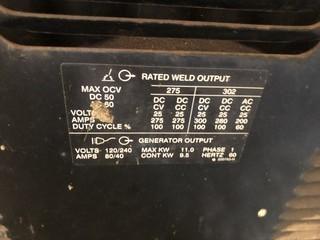 RATED WELD OUTPUT
275 302
MAX OCV DC DC DC DC AC
DC 50 CV CC CV CC CC
60
VOLTS 25 25 25 25 25
AMPS 275 275 300 280 200
DUTY CYCLE % 100 100 100 100 60
GENERATOR OUTPUT
VOLTS 120/240 MAX KW 11.0 PHASE 1
AMPS 80/40 CONT KW 9.5 HERTZ 60